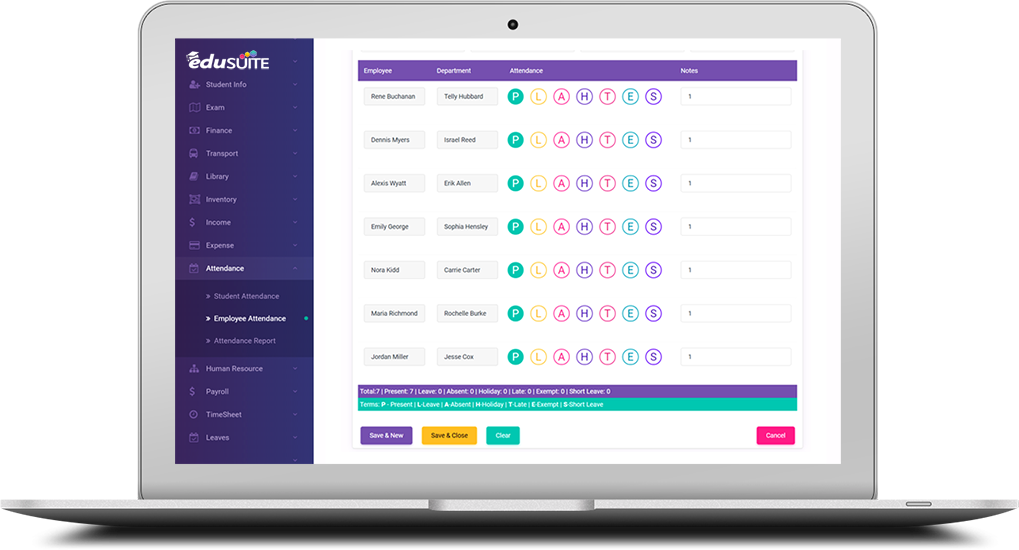 eduSUITE
Student Info
Exam
Finance
Transport
Library
Inventory
Income
Expense
Attendance
» Student Attendance
» Employee Attendance
» Attendance Report
Human Resource
Payroll
TimeSheet
Leaves
Employee Department Attendance Notes
Rene Buchanan Telly Hubbard P L A H T E S 1
Dennis Myers Israel Reed P L A H T E S 1
Alexis Wyatt Erik Allen P L A H T E S 1
Emily George Sophia Hensley P L A H T E S 1
Nora Kidd Carrie Carter P L A H T E S 1
Maria Richmond Rochelle Burke P L A H T E S 1
Jordan Miller Jesse Cox P L A H T E S 1
Total:7 | Present: 7 | Leave: 0 | Absent: 0 | Holiday: 0 | Late: 0 | Exempt: 0 | Short Leave: 0
Terms: P - Present | L-Leave | A-Absent | H-Holiday | T-Late | E-Exempt | S-Short Leave
Save & New Save & Close Clear Cancel